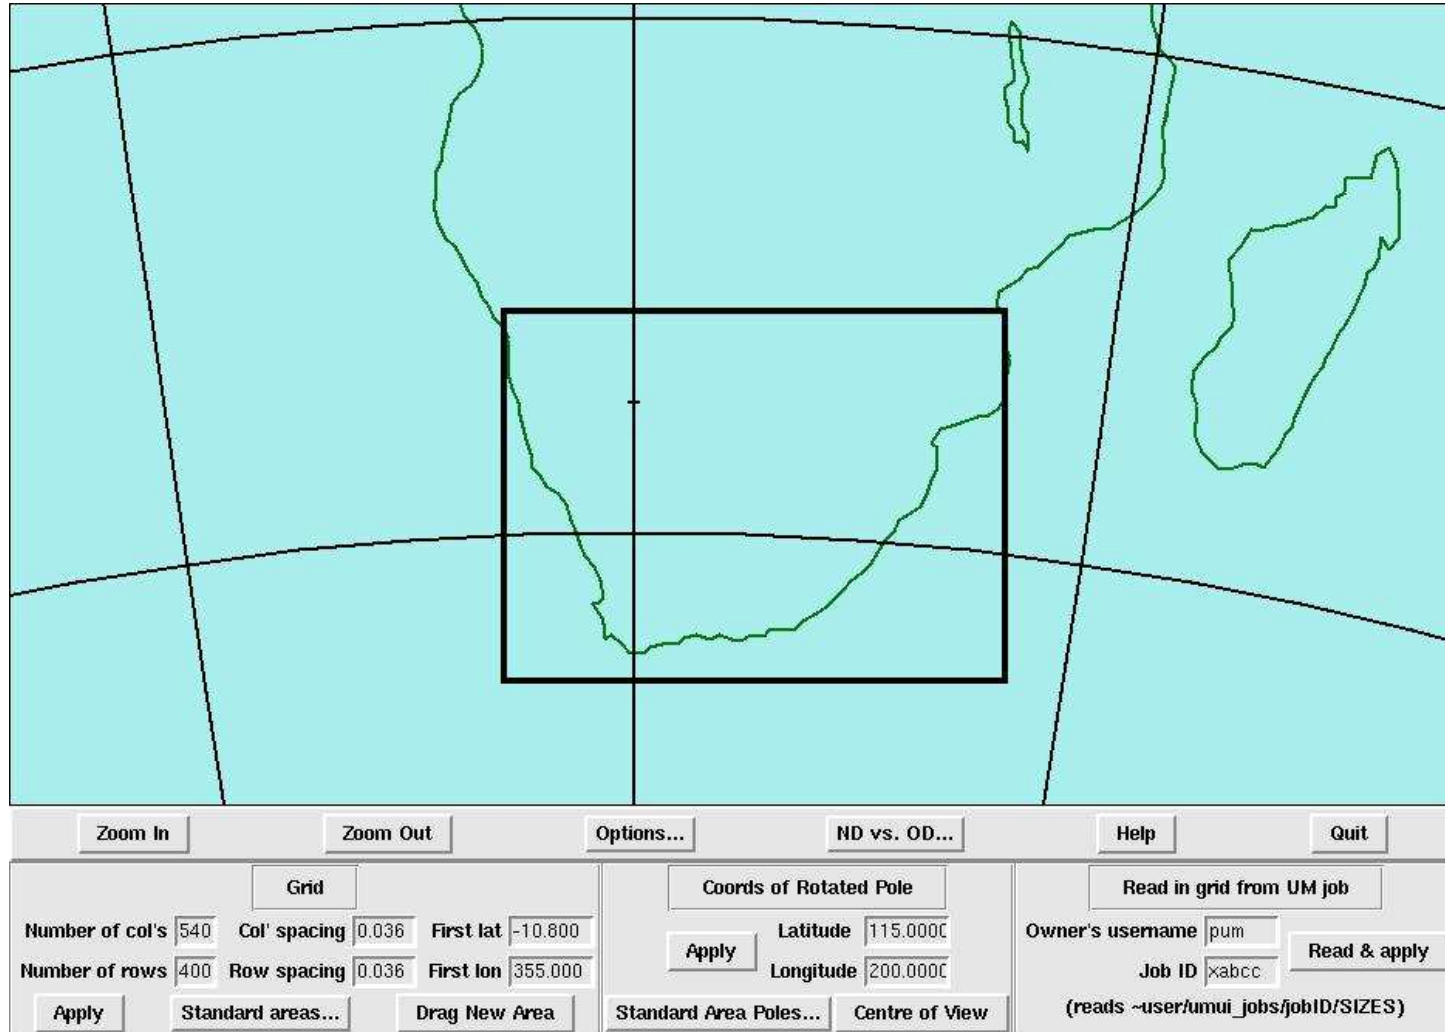 Zoom In Zoom Out Options... ND vs. OD... Help Quit
Grid
Number of col's 540 Col' spacing 0.036 First lat -10.800
Number of rows 400 Row spacing 0.036 First lon 355.000
Apply Standard areas... Drag New Area
Coords of Rotated Pole
Apply
Latitude 115.000
Longitude 200.000
Standard Area Poles... Centre of View
Read in grid from UM job
Owner's username pum
Job ID xabcc
Read & apply
(reads ~user/umui_jobs/jobID/SIZES)